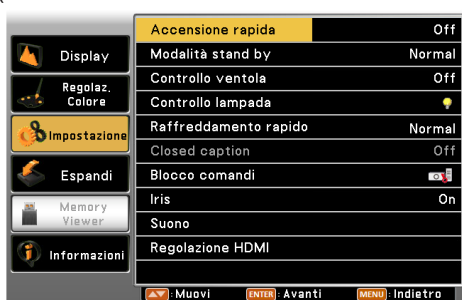 Display
Regolaz.
Colore
Impostazione
Espandi
Memory
Viewer
Informazioni
Accensione rapida Off
Modalità stand by Normal
Controllo ventola Off
Controllo lampada
Raffreddamento rapido Normal
Closed caption Off
Blocco comandi
Iris On
Suono
Regolazione HDMI
:Muovi ENTER :Avanti MENU :Indietro